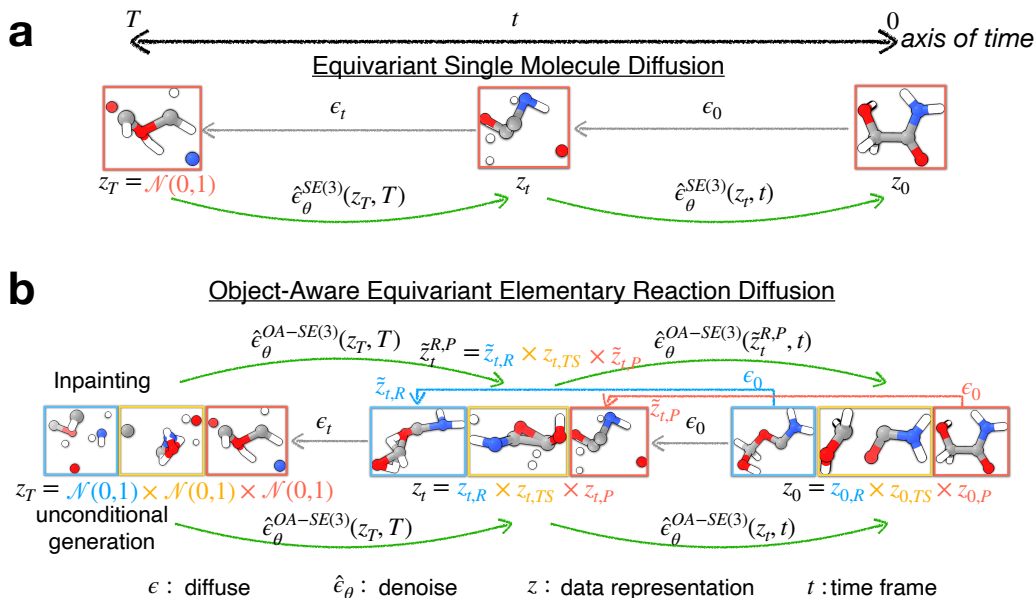 a
T t 0
axis of time
Equivariant Single Molecule Diffusion
ϵ_t ϵ_0
z_T = 𝒩(0,1) z_t z_0
ϵ̂_θ^{SE(3)}(z_T, T) ϵ̂_θ^{SE(3)}(z_t, t)
b
Object-Aware Equivariant Elementary Reaction Diffusion
ϵ̂_θ^{OA−SE(3)}(z_T, T) z̃_t^{R,P} = z̃_{t,R} × z_{t,TS} × z̃_{t,P} ϵ̂_θ^{OA−SE(3)}(z̃_t^{R,P}, t)
Inpainting
z̃_{t,R} ϵ_0 ϵ_0
z̃_{t,P}
ϵ_t ϵ_0
z_T = 𝒩(0,1) × 𝒩(0,1) × 𝒩(0,1) z_t = z_{t,R} × z_{t,TS} × z_{t,P} z_0 = z_{0,R} × z_{0,TS} × z_{0,P}
unconditional
generation
ϵ̂_θ^{OA−SE(3)}(z_T, T) ϵ̂_θ^{OA−SE(3)}(z_t, t)
ϵ : diffuse ϵ̂_θ : denoise z : data representation t : time frame